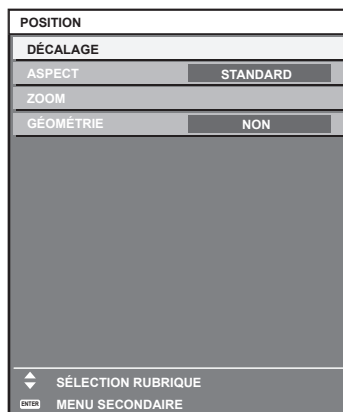 POSITION
DÉCALAGE
ASPECT STANDARD
ZOOM
GÉOMÉTRIE NON
SÉLECTION RUBRIQUE
ENTER MENU SECONDAIRE